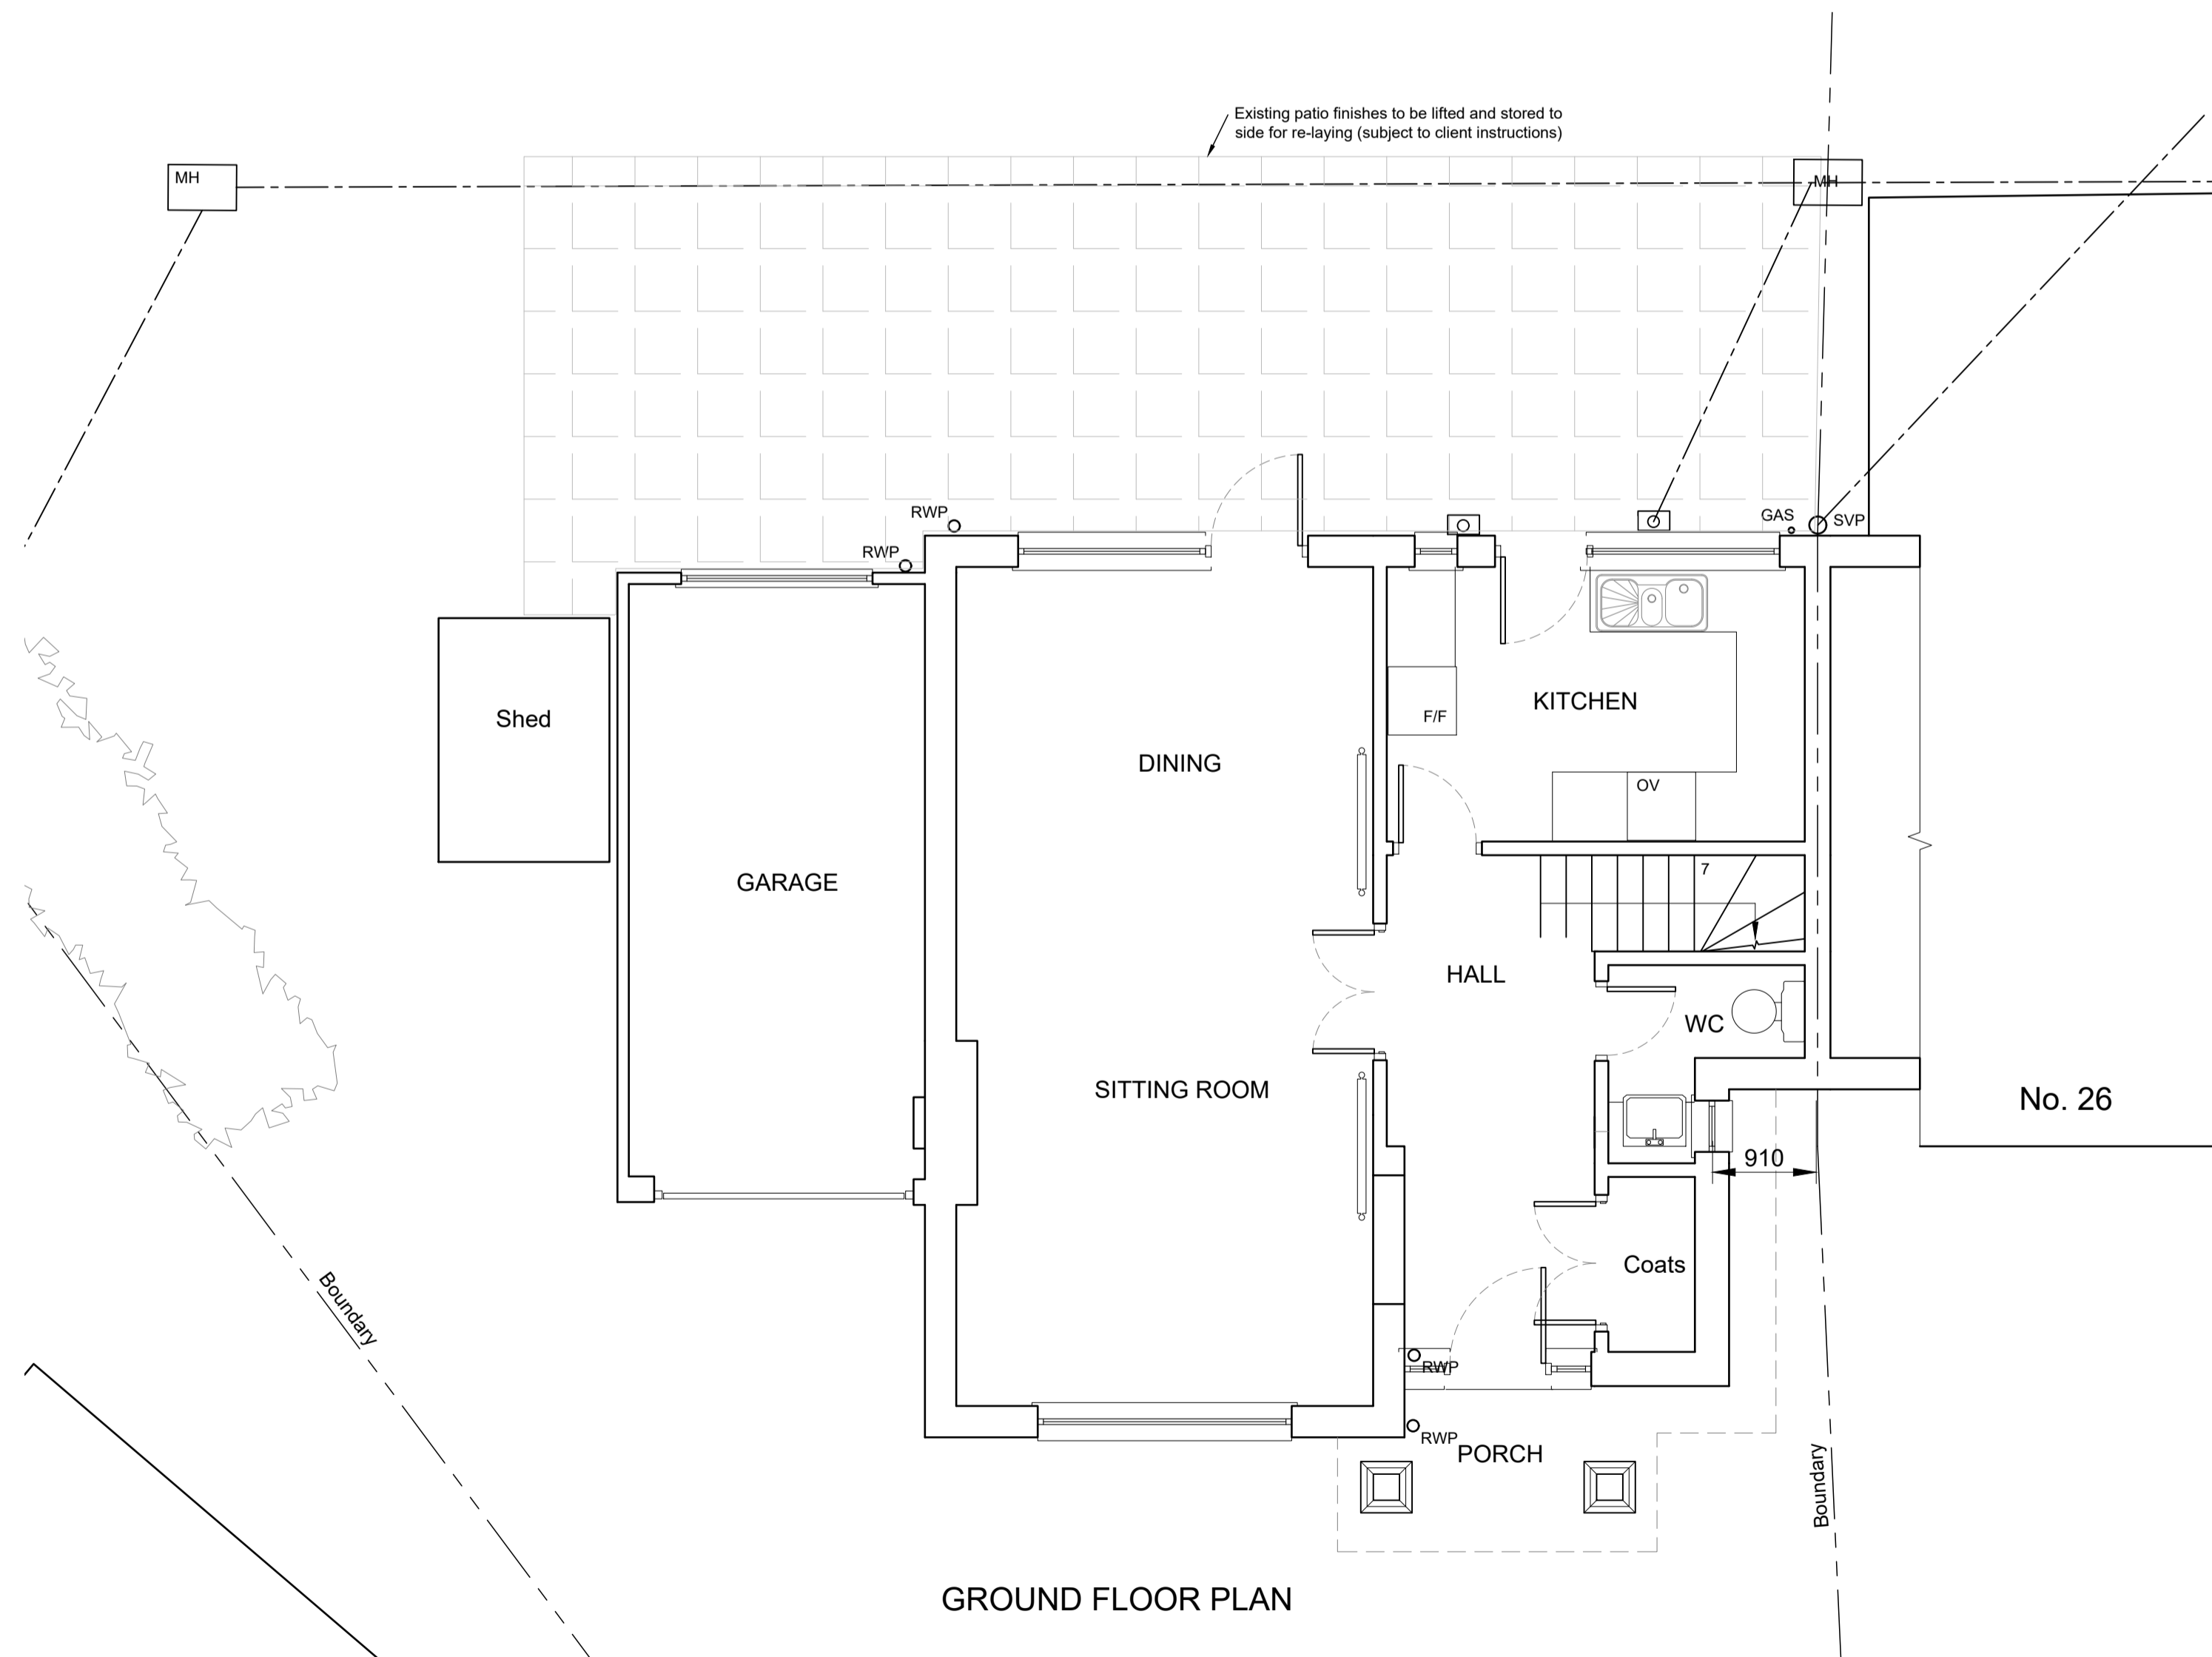 Existing patio finishes to be lifted and stored to
side for re-laying (subject to client instructions)
MH
MH
RWP
GAS
SVP
RWP
KITCHEN
F/F
Shed
DINING
OV
GARAGE
7
HALL
WC
SITTING ROOM
No. 26
910
Coats
Boundary
RWP
RWP
PORCH
Boundary
GROUND FLOOR PLAN